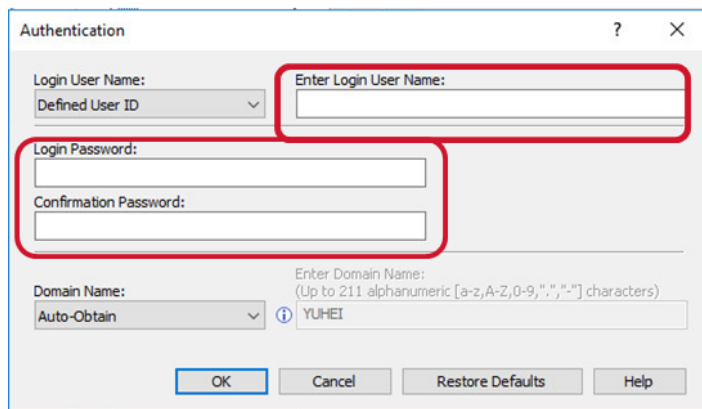 Authentication
?
Login User Name:
Enter Login User Name:
Defined User ID
Login Password:
Confirmation Password:
Enter Domain Name:
Domain Name:
(Up to 211 alphanumeric [a-z,A-Z,0-9,".","-"] characters)
Auto-Obtain
YUHEI
OK
Cancel
Restore Defaults
Help